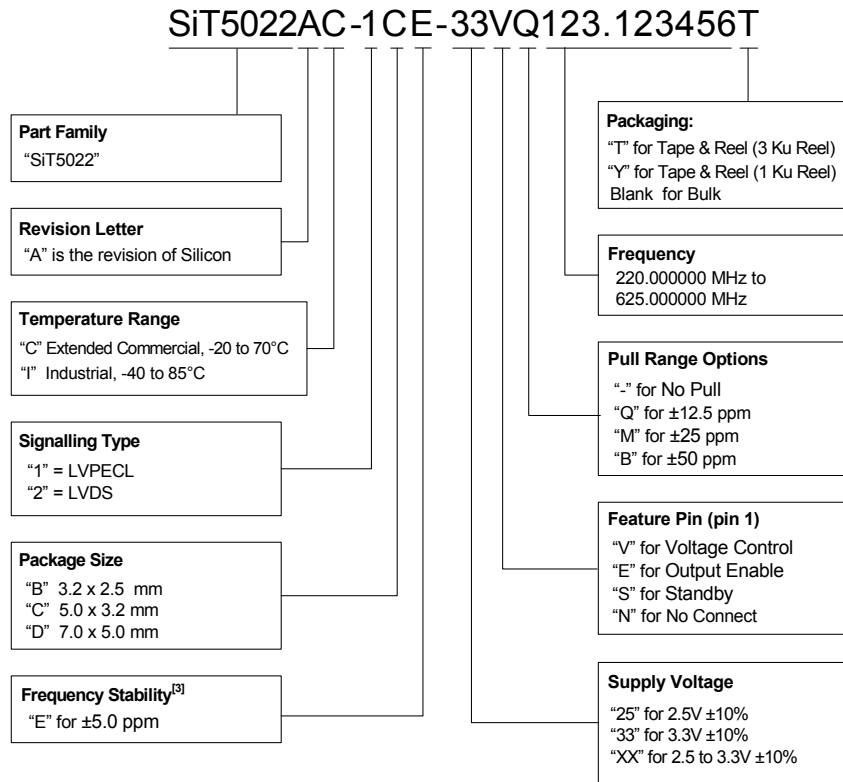 SiT5022AC-1CE-33VQ123.123456T
Part Family
“SiT5022”
Revision Letter
“A” is the revision of Silicon
Temperature Range
“C” Extended Commercial, -20 to 70°C
“I” Industrial, -40 to 85°C
Signalling Type
“1” = LVPECL
“2” = LVDS
Package Size
“B” 3.2 x 2.5 mm
“C” 5.0 x 3.2 mm
“D” 7.0 x 5.0 mm
Frequency Stability[3]
“E” for ±5.0 ppm
Packaging:
“T” for Tape & Reel (3 Ku Reel)
“Y” for Tape & Reel (1 Ku Reel)
Blank for Bulk
Frequency
220.000000 MHz to
625.000000 MHz
Pull Range Options
“-” for No Pull
“Q” for ±12.5 ppm
“M” for ±25 ppm
“B” for ±50 ppm
Feature Pin (pin 1)
“V” for Voltage Control
“E” for Output Enable
“S” for Standby
“N” for No Connect
Supply Voltage
“25” for 2.5V ±10%
“33” for 3.3V ±10%
“XX” for 2.5 to 3.3V ±10%